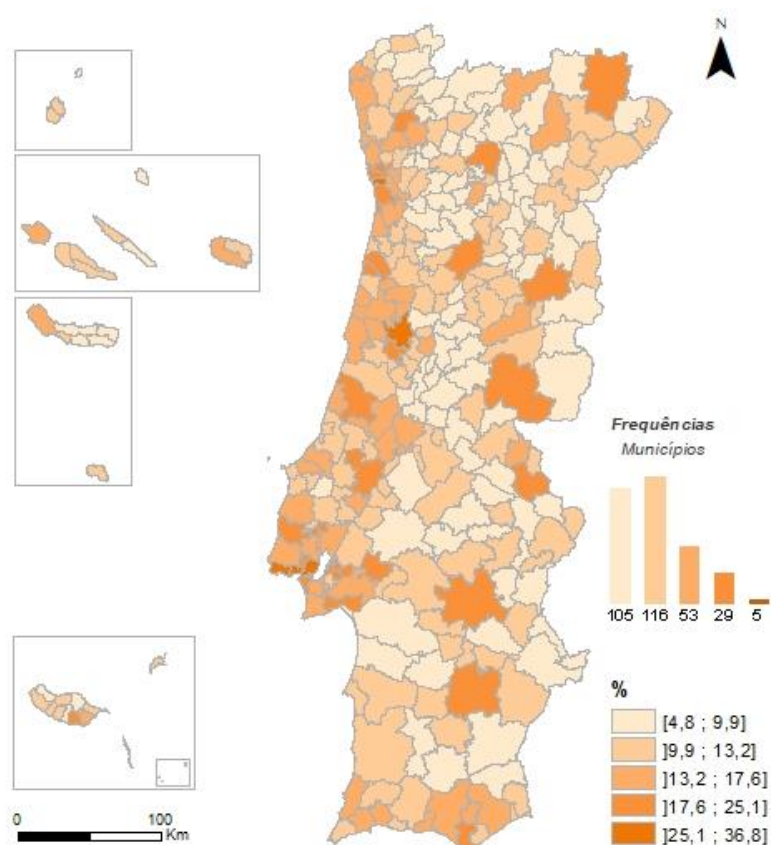 N
Frequências
Municípios
105 116 53 29 5
%
[4,8 ; 9,9]
]9,9 ; 13,2]
]13,2 ; 17,6]
]17,6 ; 25,1]
]25,1 ; 36,8]
0 100
Km